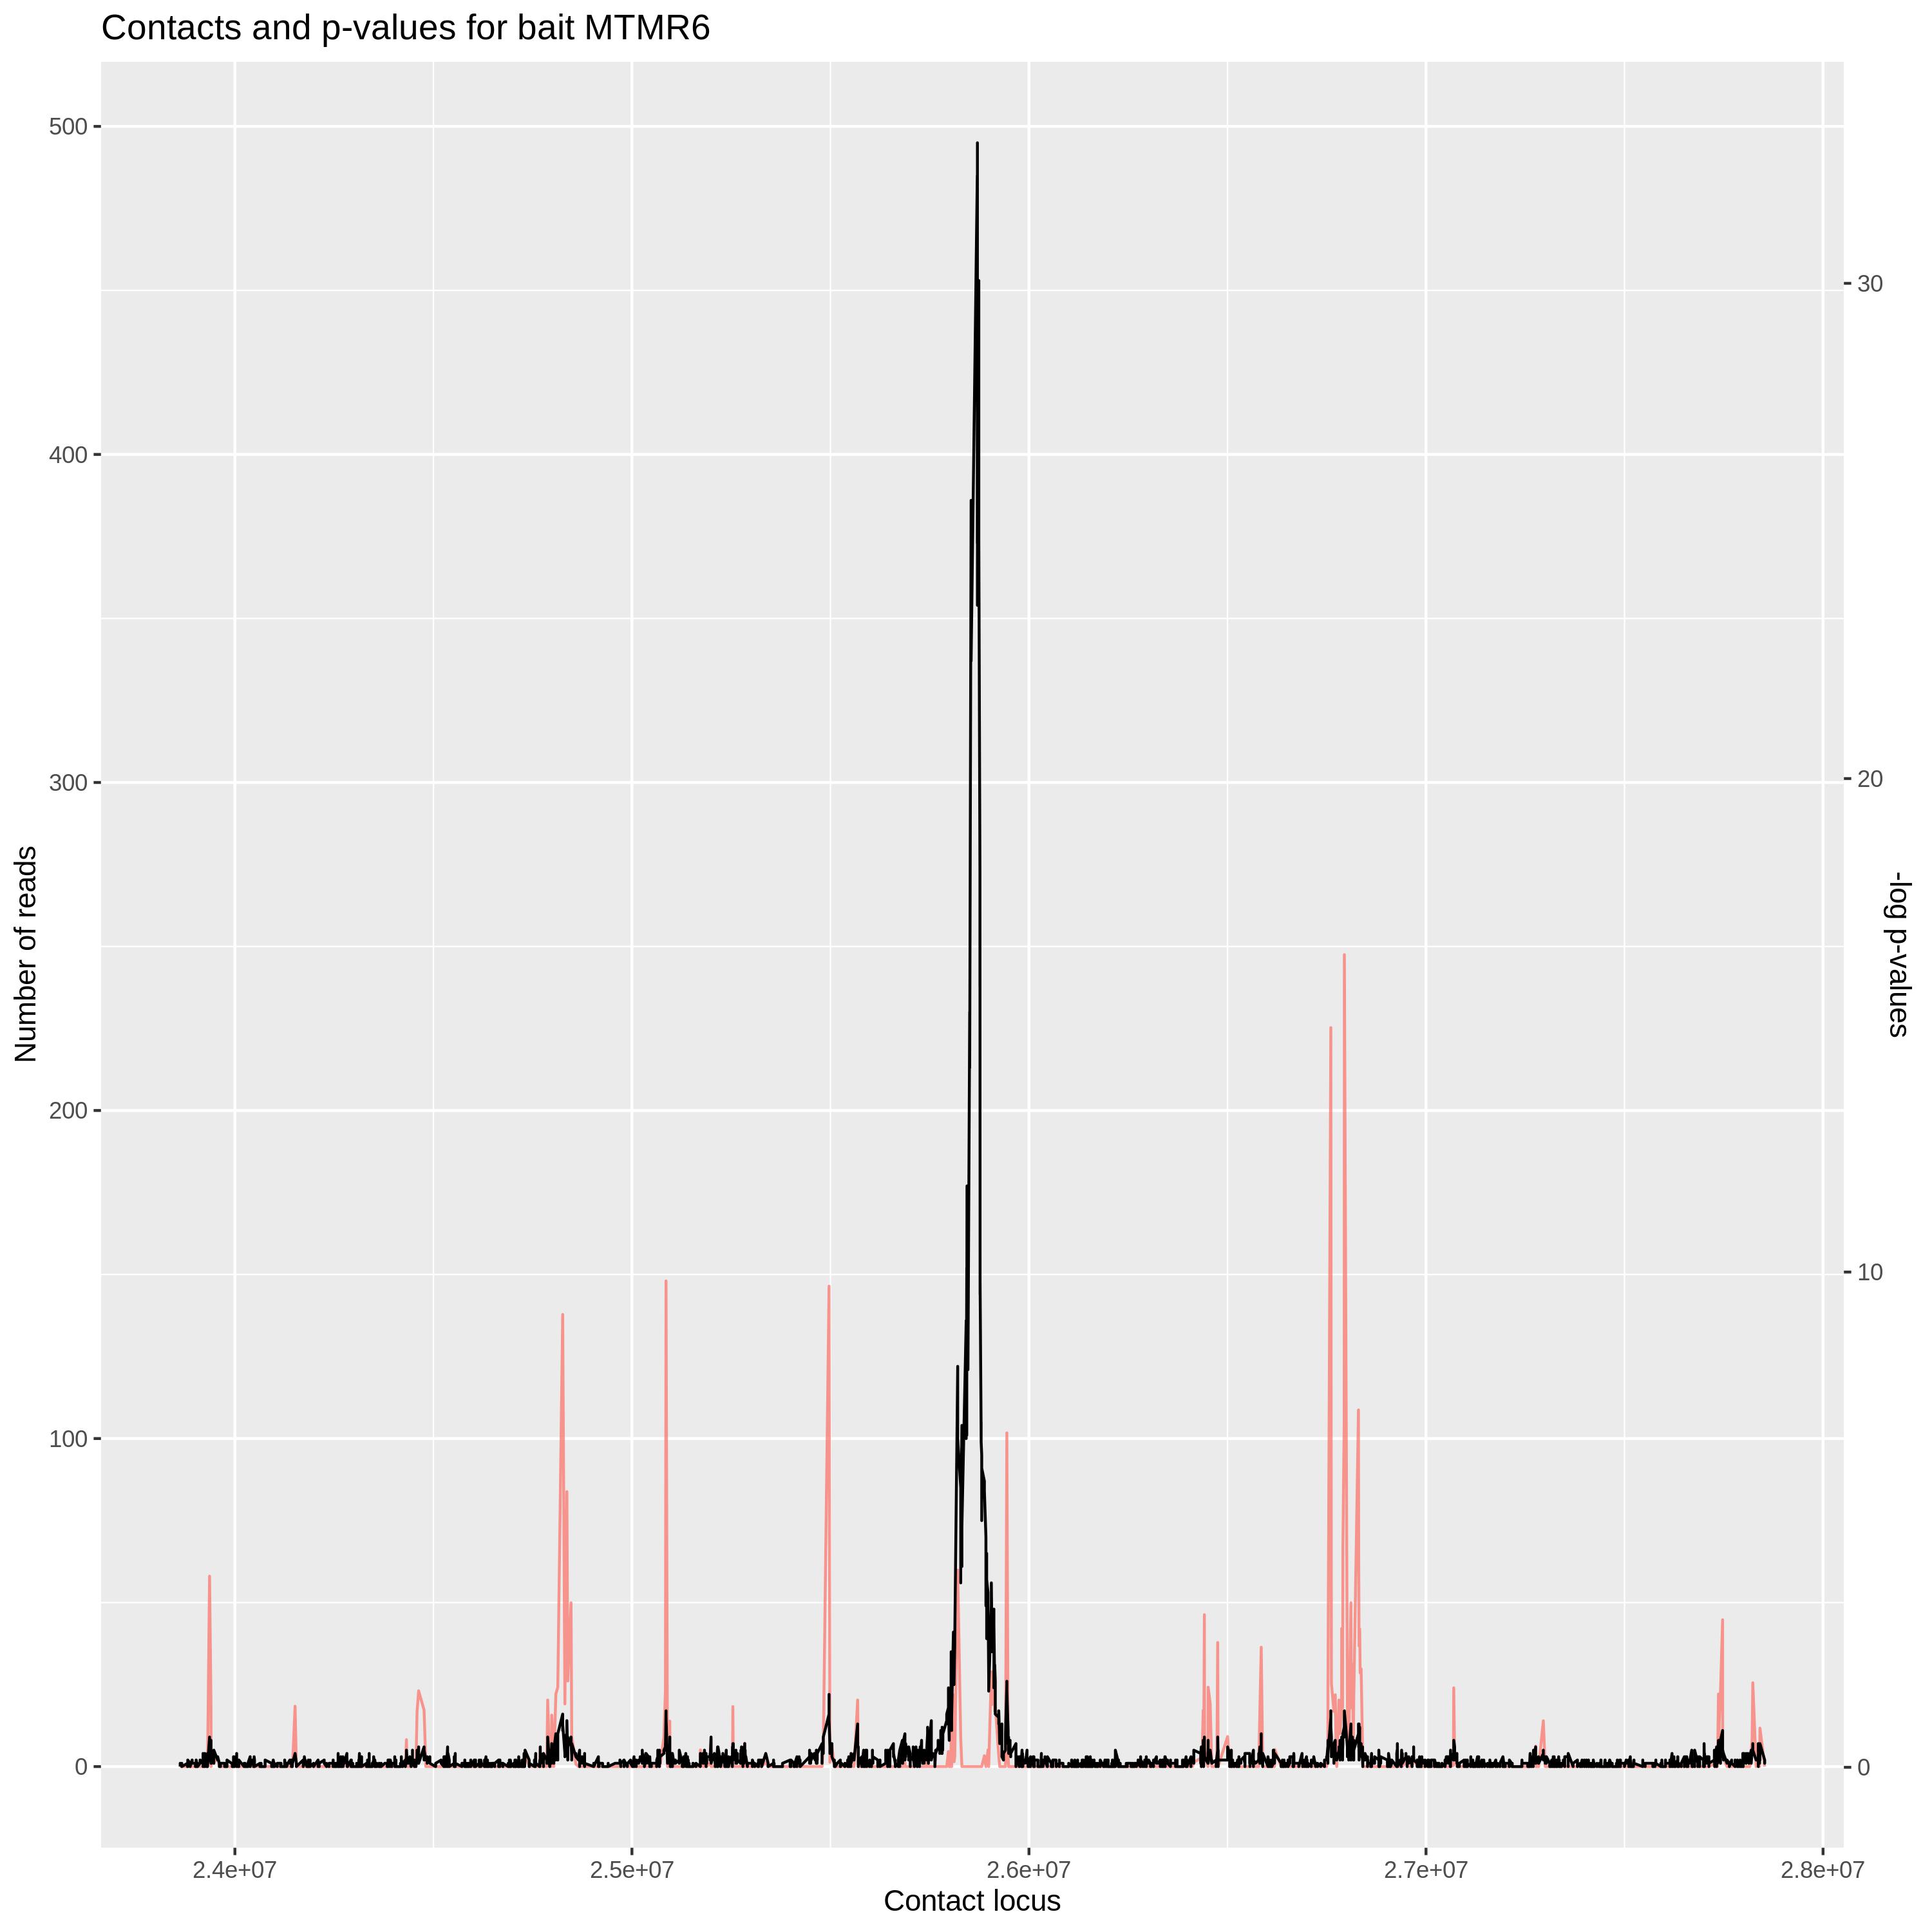 Contacts and p-values for bait MTMR6
500
400
300
200
100
0
Number of reads
30
20
10
0
-log p-values
2.4e+07
2.5e+07
2.6e+07
2.7e+07
2.8e+07
Contact locus